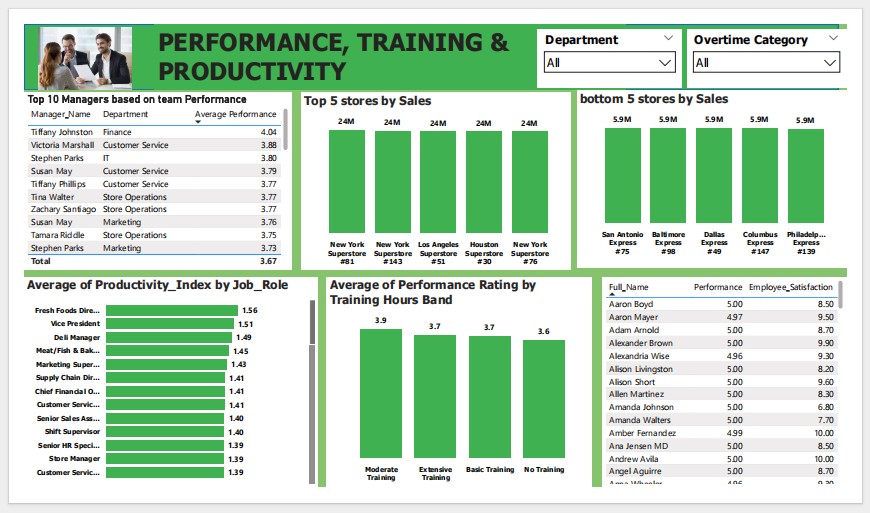 PERFORMANCE, TRAINING &
PRODUCTIVITY
Department
All
Overtime Category
All
Top 10 Managers based on team Performance
Manager_Name Department Average Performance
Tiffany Johnston Finance 4.04
Victoria Marshall Customer Service 3.88
Stephen Parks IT 3.80
Susan May Customer Service 3.79
Tiffany Phillips Customer Service 3.77
Tina Walter Store Operations 3.77
Zachary Santiago Store Operations 3.77
Susan May Marketing 3.76
Tamara Riddle Store Operations 3.75
Stephen Parks Marketing 3.73
Total 3.67
Top 5 stores by Sales
24M 24M 24M 24M 24M
New York New York Los Angeles Houston New York
Superstore Superstore Superstore Superstore Superstore
#81 #143 #51 #30 #76
bottom 5 stores by Sales
5.9M 5.9M 5.9M 5.9M 5.9M
San Antonio Baltimore Dallas Columbus Philadelp...
Express Express Express Express Express
#75 #98 #49 #147 #139
Average of Productivity_Index by Job_Role
Fresh Foods Dire... 1.56
Vice President 1.51
Deli Manager 1.49
Meat/Fish & Bak... 1.45
Marketing Super... 1.43
Supply Chain Dir... 1.41
Chief Financial O... 1.41
Customer Servic... 1.41
Senior Sales Ass... 1.40
Shift Supervisor 1.40
Senior HR Speci... 1.39
Store Manager 1.39
Customer Servic... 1.39
Average of Performance Rating by
Training Hours Band
3.9 3.7 3.7 3.6
Moderate Extensive Basic Training No Training
Training Training
Full_Name Performance Employee_Satisfaction
Aaron Boyd 5.00 8.50
Aaron Mayer 4.97 9.50
Adam Arnold 5.00 8.70
Alexander Brown 5.00 9.90
Alexandria Wise 4.96 9.30
Alison Livingston 5.00 8.20
Alison Short 5.00 9.60
Allen Martinez 5.00 8.30
Amanda Johnson 5.00 6.80
Amanda Walters 5.00 7.70
Amber Fernandez 4.99 10.00
Ana Jensen MD 5.00 8.50
Andrew Avila 5.00 10.00
Angel Aguirre 5.00 8.70